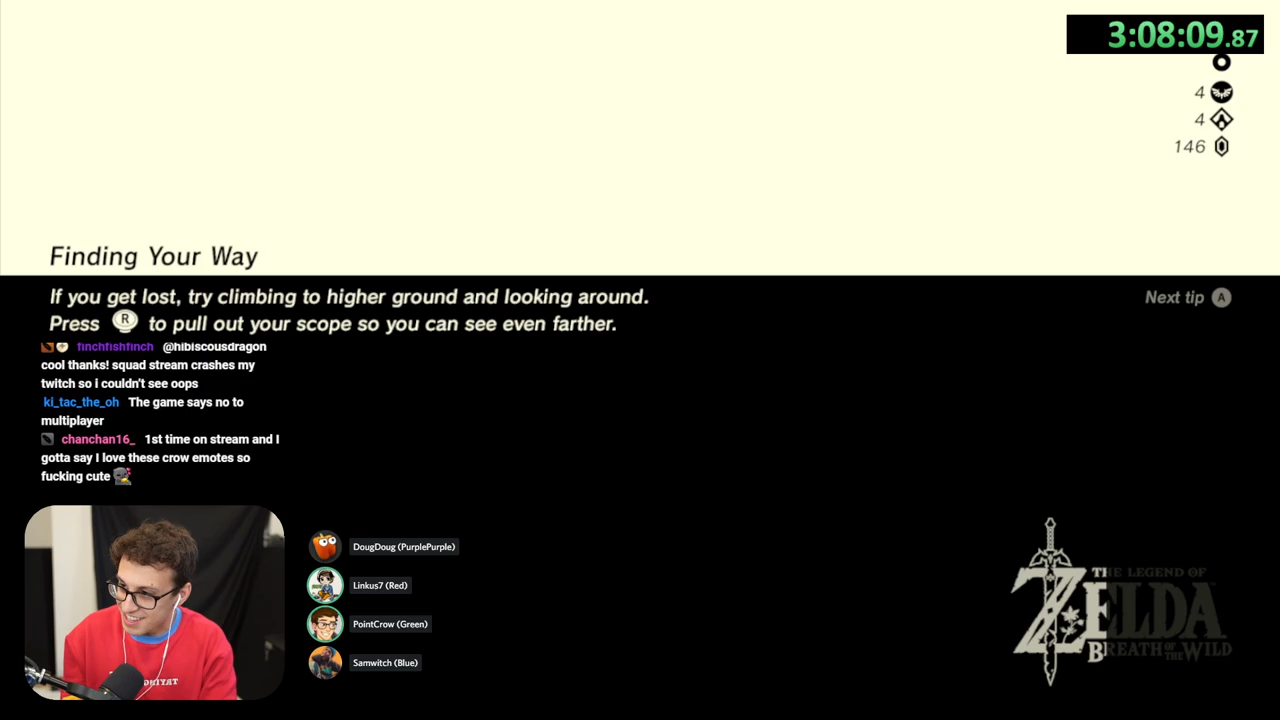 3:08:09.87
4
4
146
Finding Your Way
If you get lost, try climbing to higher ground and looking around.
Press R to pull out your scope so you can see even farther.
Next tip A
finchfishfinch @hibiscousdragon
cool thanks! squad stream crashes my
twitch so i couldn't see oops
ki_tac_the_oh The game says no to
multiplayer
chanchan16_ 1st time on stream and I
gotta say I love these crow emotes so
fucking cute
DougDoug (PurplePurple)
Linkus7 (Red)
PointCrow (Green)
Samwitch (Blue)
THE LEGEND OF
ZELDA
BREATH OF THE WILD